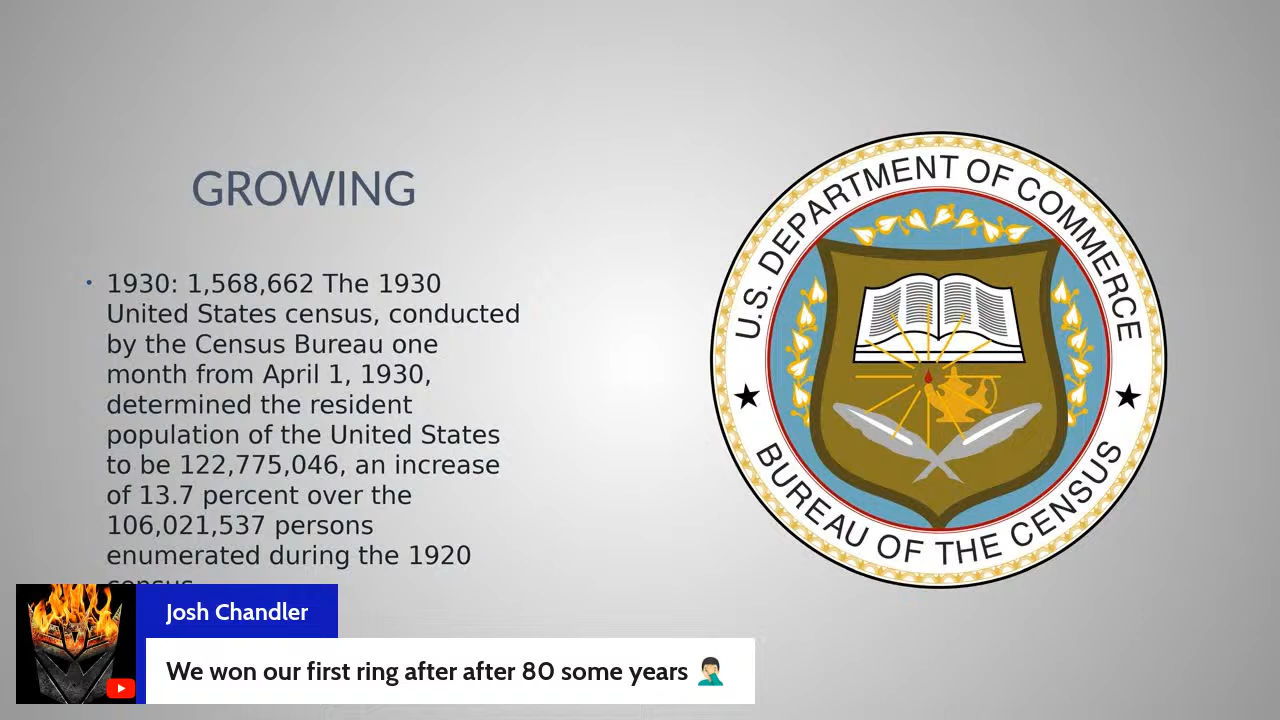 GROWING
• 1930: 1,568,662 The 1930
United States census, conducted
by the Census Bureau one
month from April 1, 1930,
determined the resident
population of the United States
to be 122,775,046, an increase
of 13.7 percent over the
106,021,537 persons
enumerated during the 1920
census
U.S. DEPARTMENT OF COMMERCE
BUREAU OF THE CENSUS
Josh Chandler
We won our first ring after after 80 some years 🤦🏻‍♂️